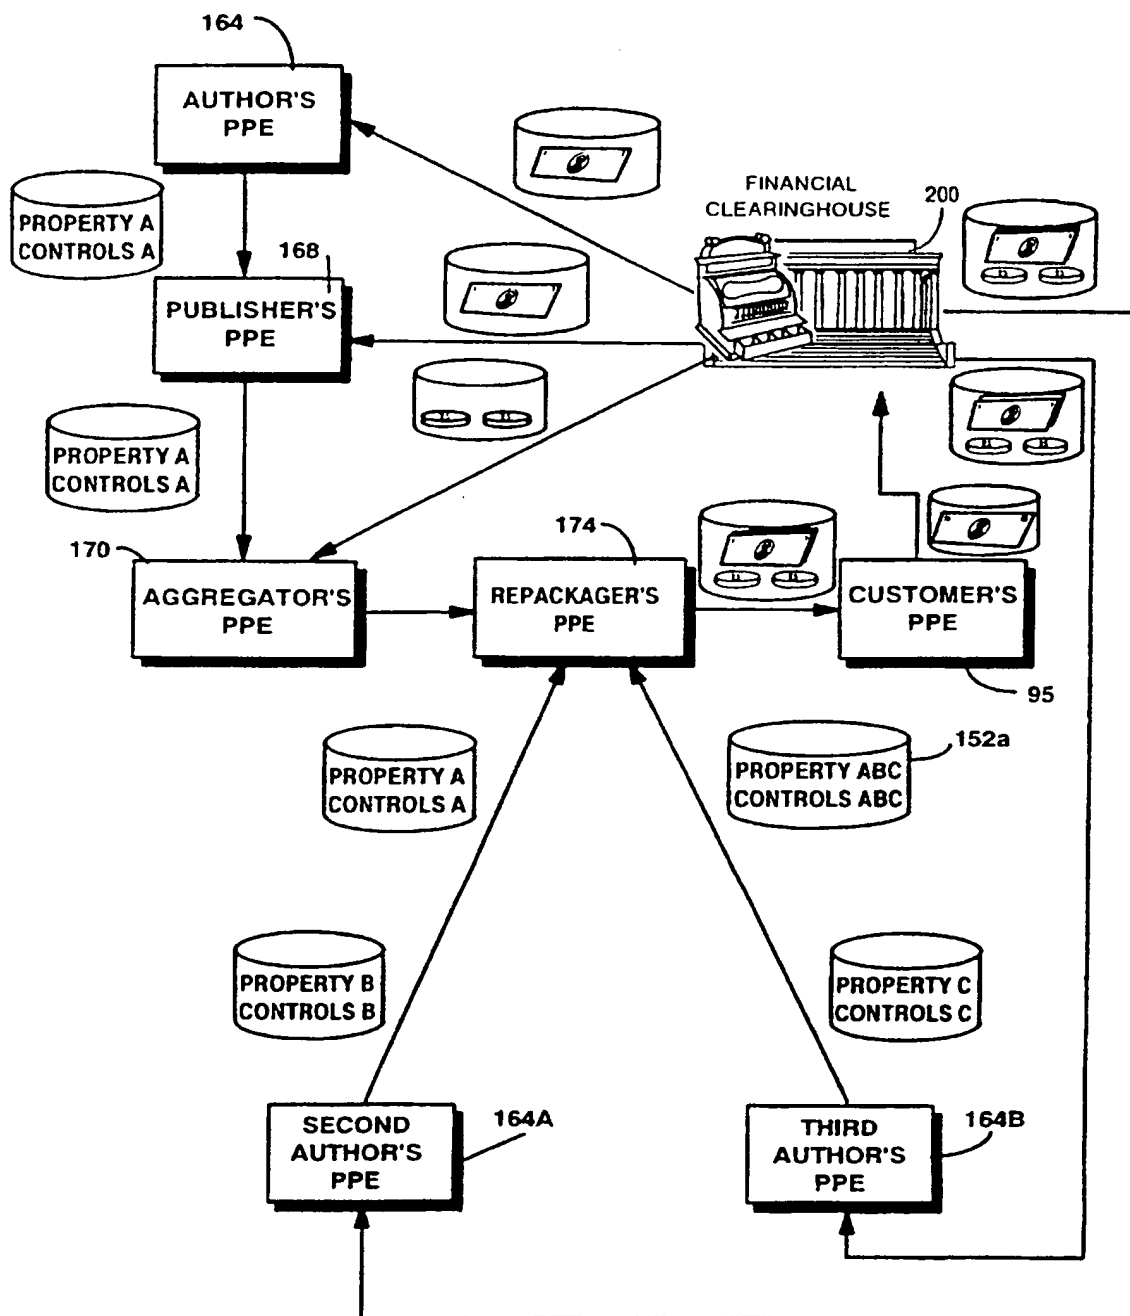 164
AUTHOR'S
PPE
PROPERTY A
CONTROLS A
168
PUBLISHER'S
PPE
FINANCIAL
CLEARINGHOUSE
200
PROPERTY A
CONTROLS A
170
AGGREGATOR'S
PPE
174
REPACKAGER'S
PPE
CUSTOMER'S
PPE
95
PROPERTY A
CONTROLS A
PROPERTY ABC
CONTROLS ABC
152a
PROPERTY B
CONTROLS B
PROPERTY C
CONTROLS C
SECOND
AUTHOR'S
PPE
164A
THIRD
AUTHOR'S
PPE
164B